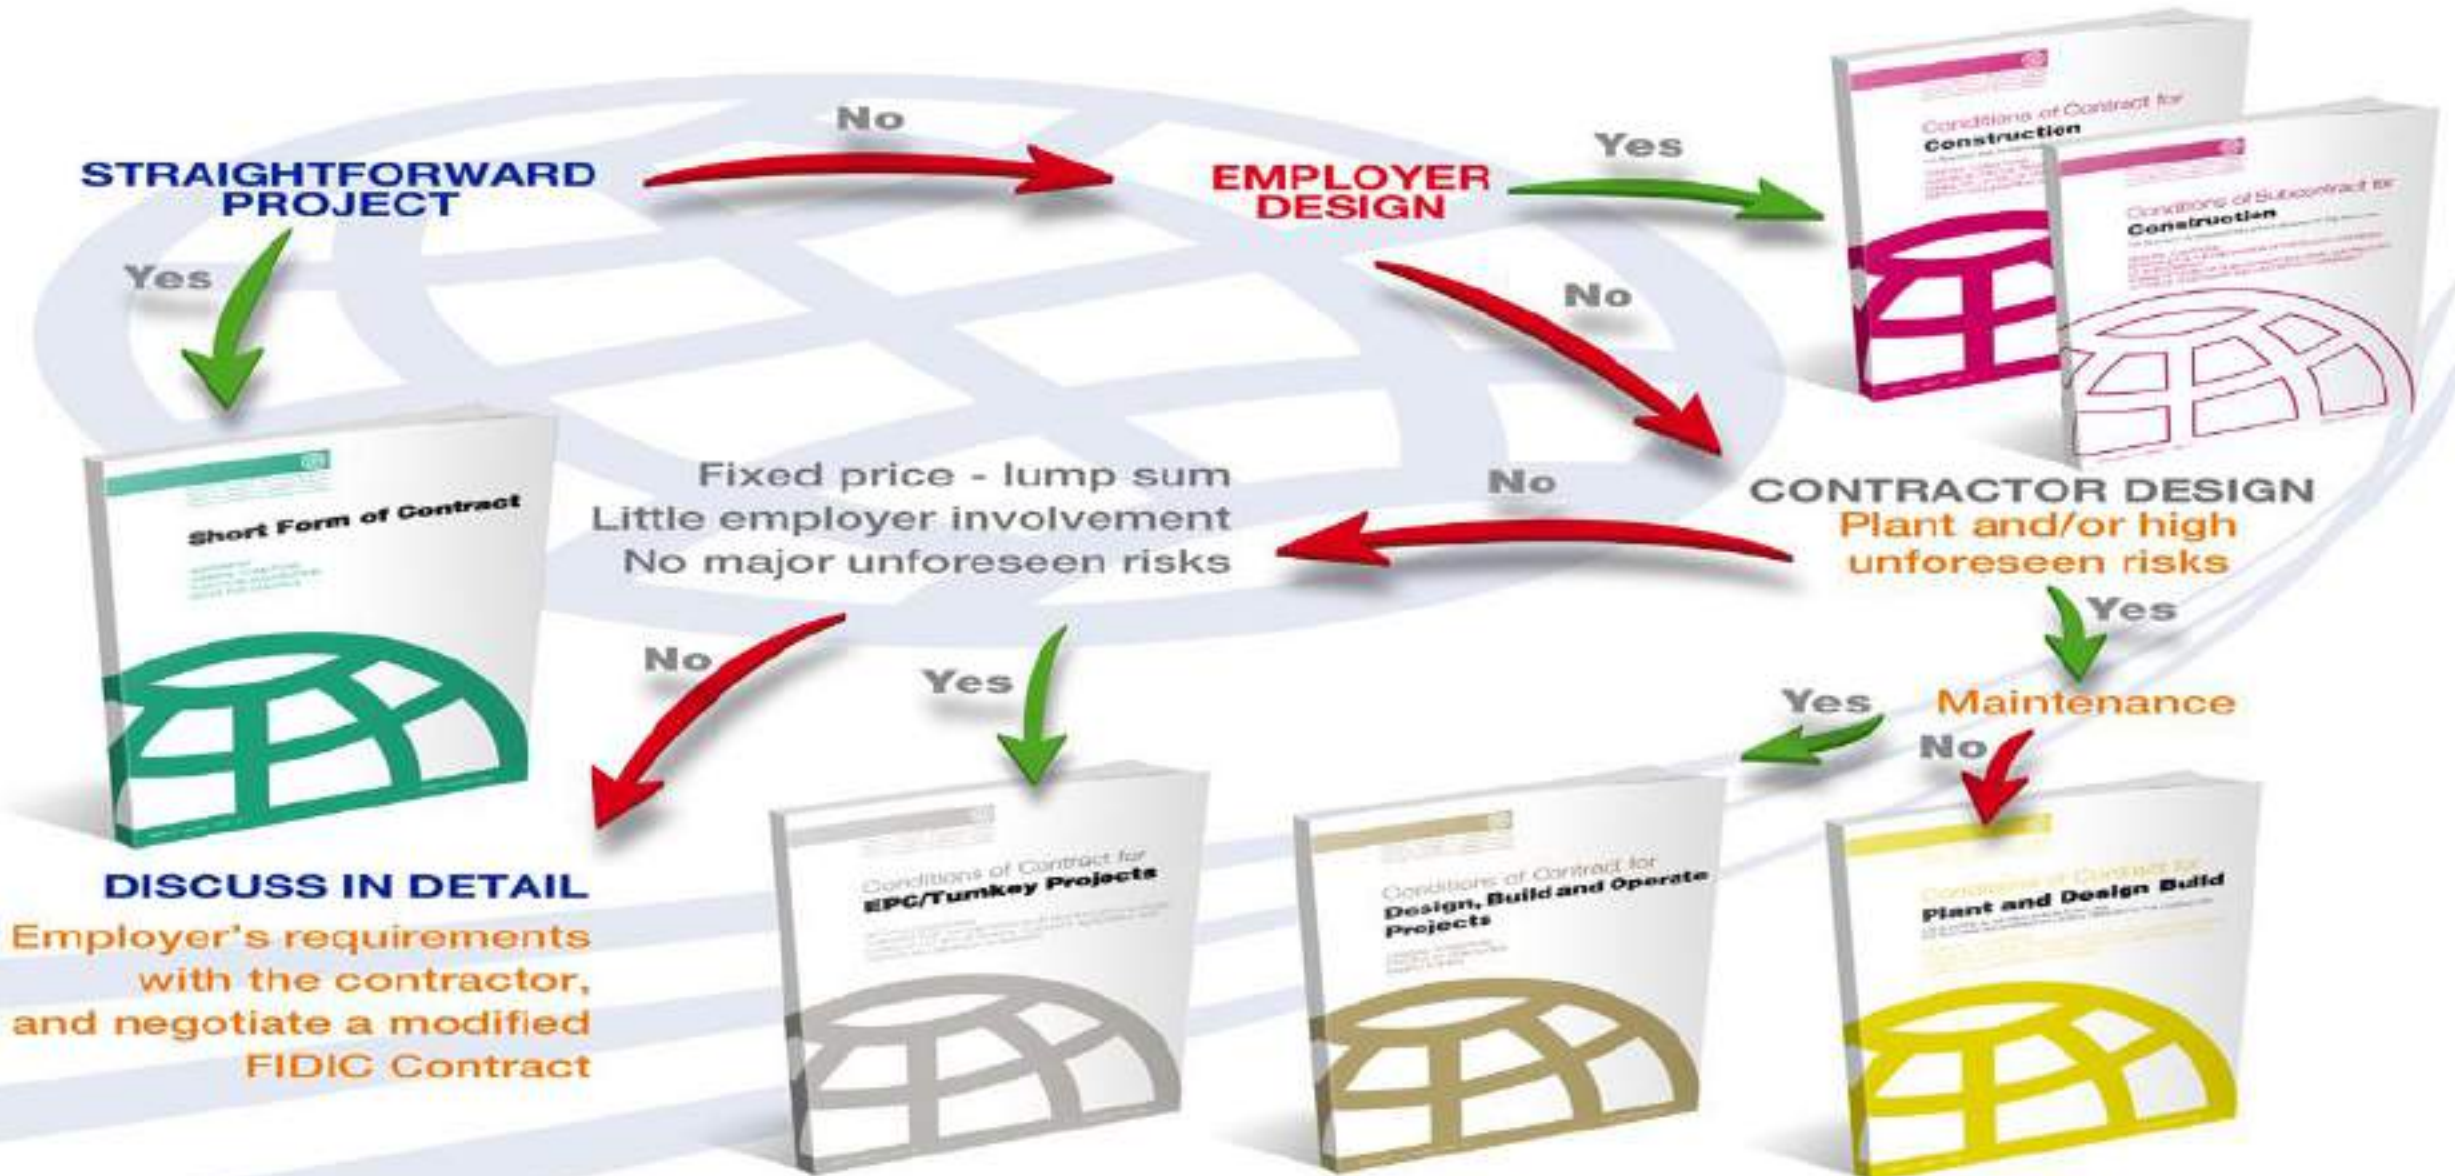 No
STRAIGHTFORWARD
PROJECT
EMPLOYER
DESIGN
Yes
Conditions of Contract for
Construction
Conditions of Subcontract for
Construction
Yes
No
Short Form of Contract
Fixed price - lump sum
Little employer involvement
No major unforeseen risks
No
CONTRACTOR DESIGN
Plant and/or high
unforeseen risks
Yes
No
Yes
Yes
Maintenance
No
DISCUSS IN DETAIL
Employer's requirements
with the contractor,
and negotiate a modified
FIDIC Contract
Conditions of Contract for
EPC/Turnkey Projects
Conditions of Contract for
Design, Build and Operate
Projects
Conditions of Contract for
Plant and Design Build